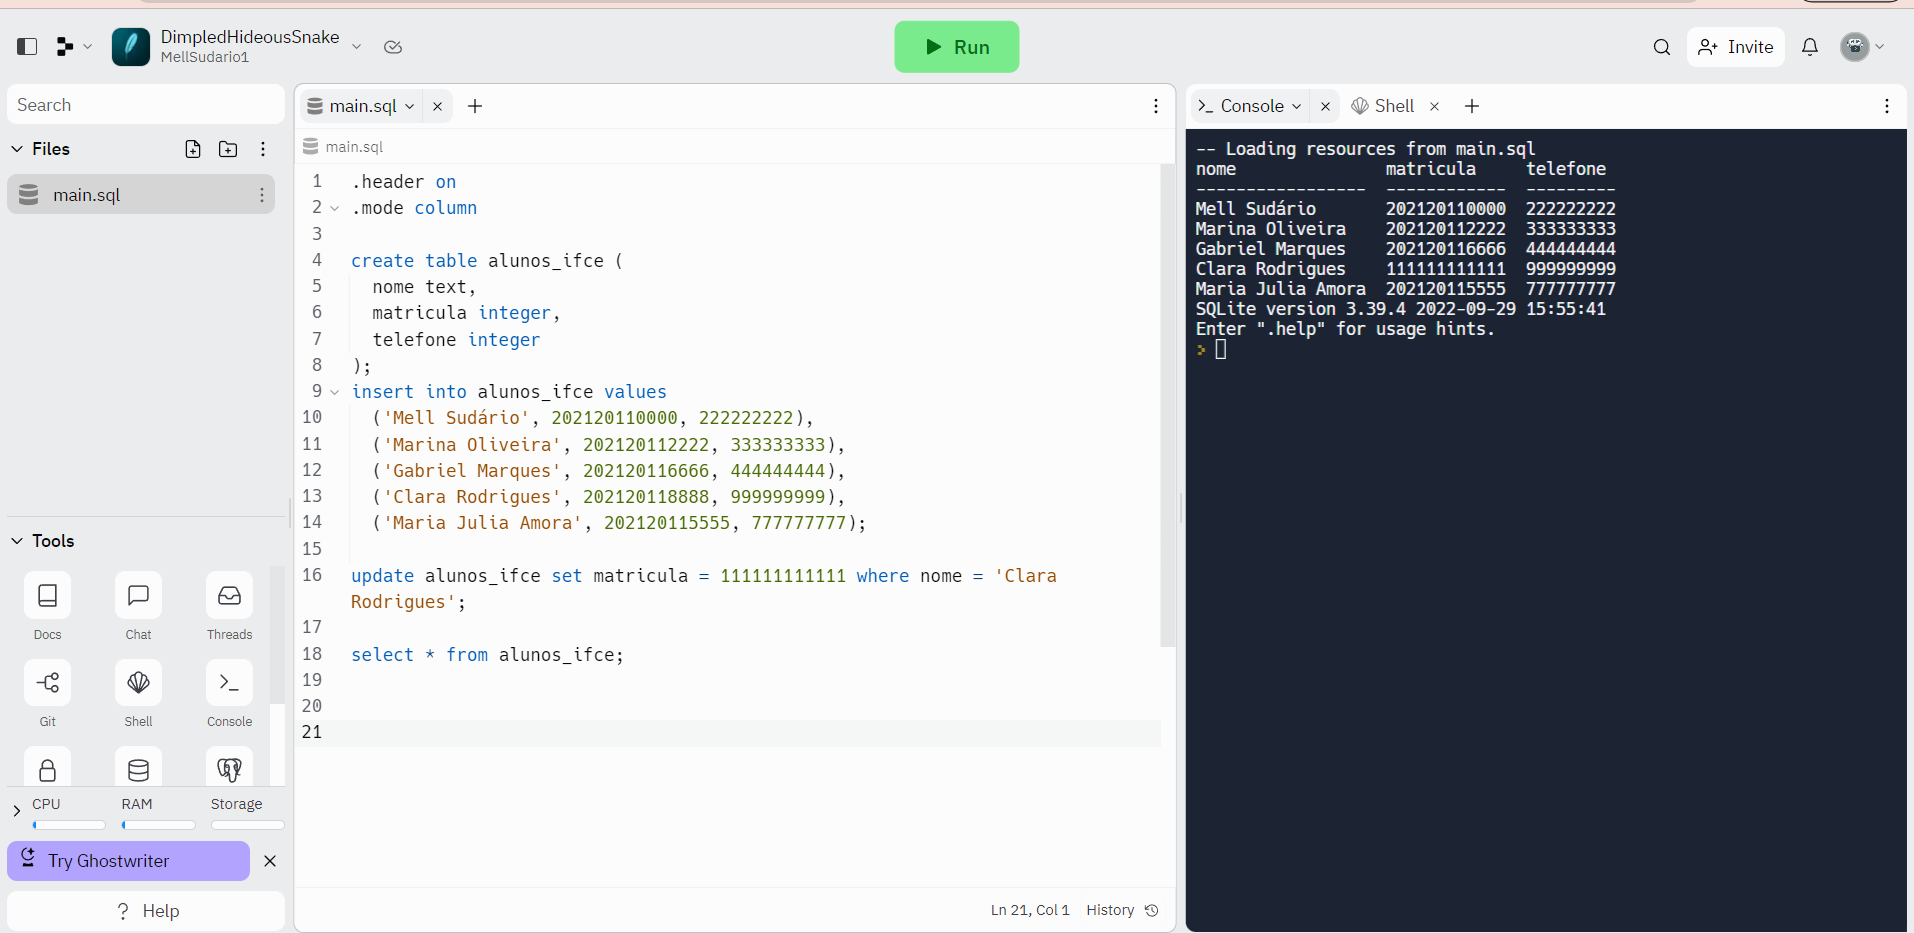 DimpledHideousSnake
MellSudario1
Run
Invite
Search
Files
main.sql
Tools
Docs Chat Threads
Git Shell Console
CPU RAM Storage
Try Ghostwriter
? Help
main.sql
main.sql
1 .header on
2 .mode column
3
4 create table alunos_ifce (
5 nome text,
6 matricula integer,
7 telefone integer
8 );
9 insert into alunos_ifce values
10 ('Mell Sudário', 202120110000, 222222222),
11 ('Marina Oliveira', 202120112222, 333333333),
12 ('Gabriel Marques', 202120116666, 444444444),
13 ('Clara Rodrigues', 202120118888, 999999999),
14 ('Maria Julia Amora', 202120115555, 777777777);
15
16 update alunos_ifce set matricula = 111111111111 where nome = 'Clara
Rodrigues';
17
18 select * from alunos_ifce;
19
20
21
Ln 21, Col 1 History
>_ Console Shell
-- Loading resources from main.sql
nome matricula telefone
----------------- ------------ ---------
Mell Sudário 202120110000 222222222
Marina Oliveira 202120112222 333333333
Gabriel Marques 202120116666 444444444
Clara Rodrigues 111111111111 999999999
Maria Julia Amora 202120115555 777777777
SQLite version 3.39.4 2022-09-29 15:55:41
Enter ".help" for usage hints.
>